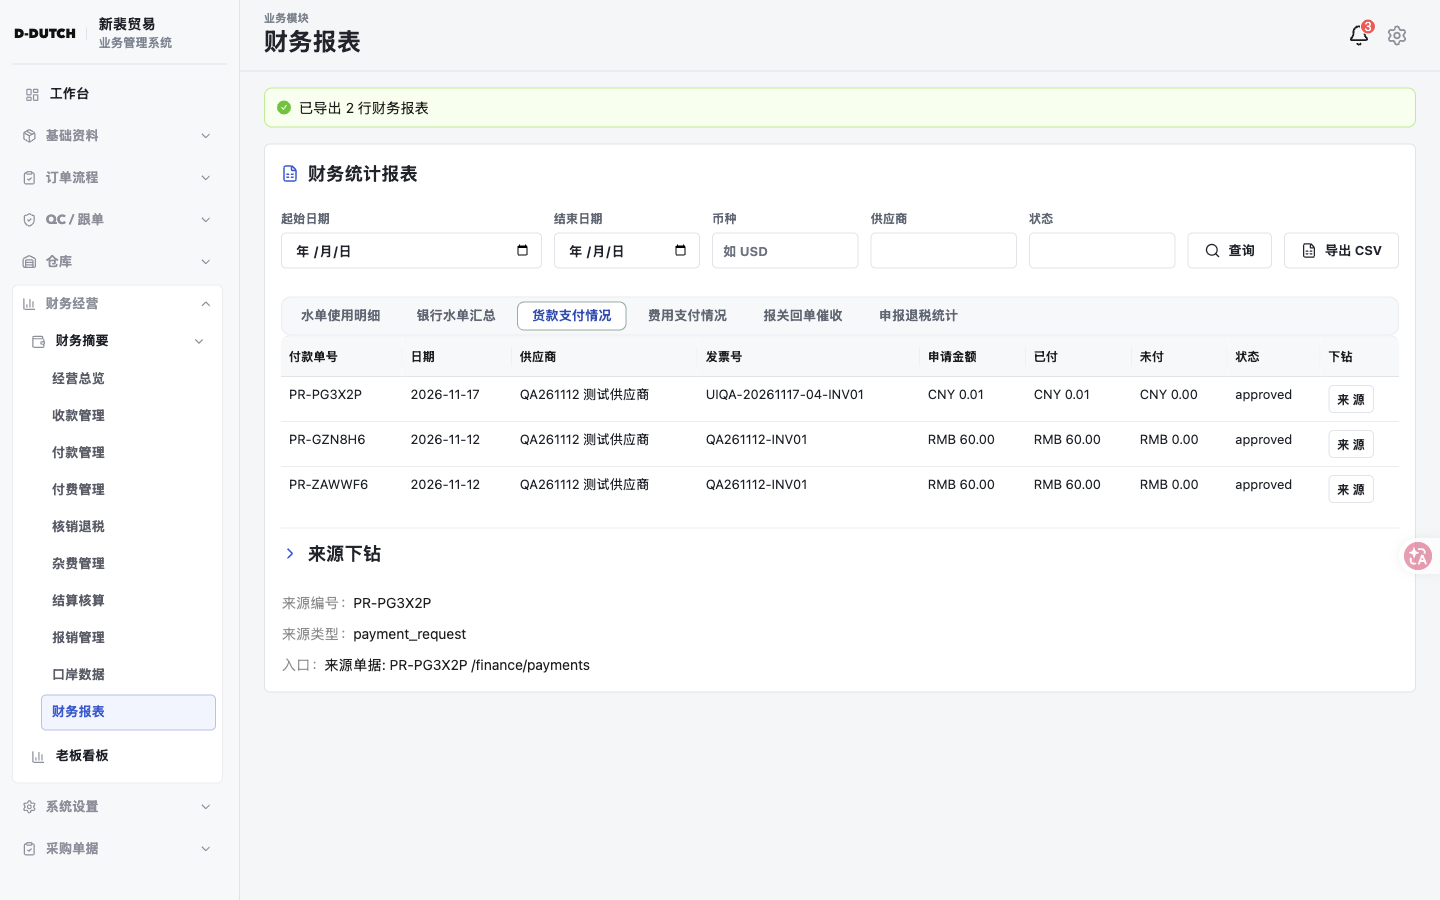 D-DUTCH
新裴贸易
业务管理系统
工作台
基础资料
订单流程
QC / 跟单
仓库
财务经营
财务摘要
经营总览
收款管理
付款管理
付费管理
核销退税
杂费管理
结算核算
报销管理
口岸数据
财务报表
老板看板
系统设置
采购单据
业务模块
财务报表
3
已导出 2 行财务报表
财务统计报表
起始日期 结束日期 币种 供应商 状态
年 /月/日 年 /月/日 如 USD 查询 导出 CSV
水单使用明细 银行水单汇总 货款支付情况 费用支付情况 报关回单催收 申报退税统计
付款单号 日期 供应商 发票号 申请金额 已付 未付 状态 下钻
PR-PG3X2P 2026-11-17 QA261112 测试供应商 UIQA-20261117-04-INV01 CNY 0.01 CNY 0.01 CNY 0.00 approved 来 源
PR-GZN8H6 2026-11-12 QA261112 测试供应商 QA261112-INV01 RMB 60.00 RMB 60.00 RMB 0.00 approved 来 源
PR-ZAWWF6 2026-11-12 QA261112 测试供应商 QA261112-INV01 RMB 60.00 RMB 60.00 RMB 0.00 approved 来 源
来源下钻
来源编号： PR-PG3X2P
来源类型： payment_request
入口： 来源单据: PR-PG3X2P /finance/payments